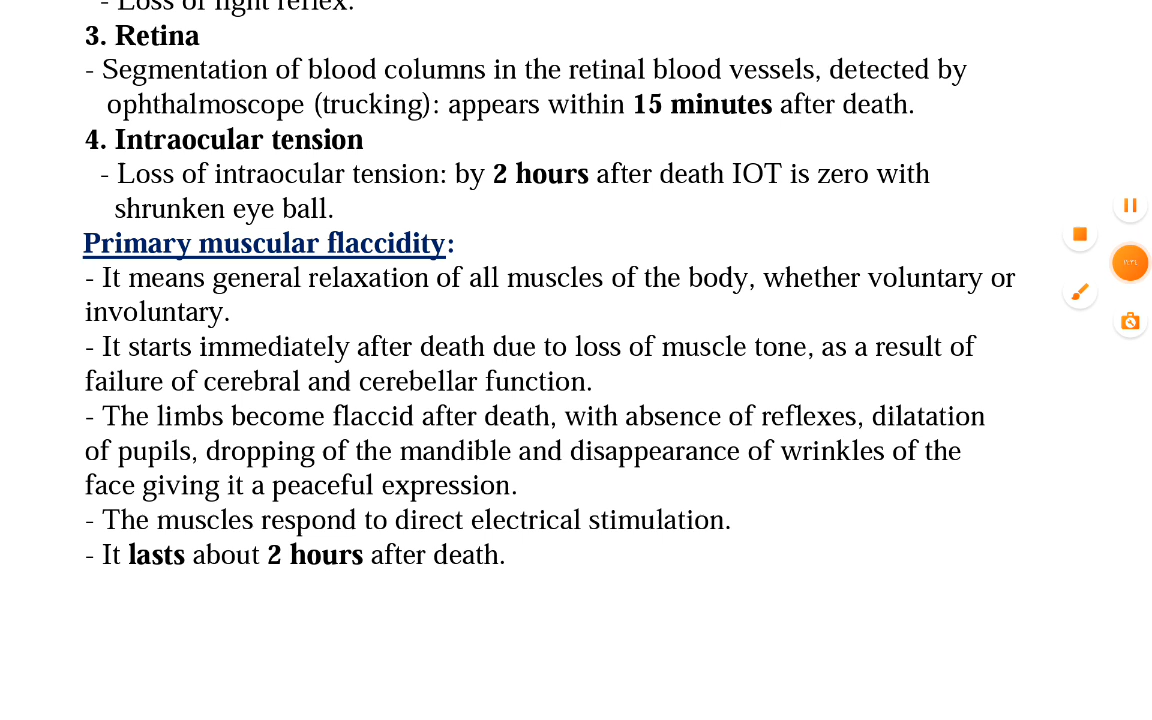 - Loss of light reflex.
3. Retina
- Segmentation of blood columns in the retinal blood vessels, detected by
ophthalmoscope (trucking): appears within 15 minutes after death.
4. Intraocular tension
- Loss of intraocular tension: by 2 hours after death IOT is zero with
shrunken eye ball.
Primary muscular flaccidity:
- It means general relaxation of all muscles of the body, whether voluntary or
involuntary.
- It starts immediately after death due to loss of muscle tone, as a result of
failure of cerebral and cerebellar function.
- The limbs become flaccid after death, with absence of reflexes, dilatation
of pupils, dropping of the mandible and disappearance of wrinkles of the
face giving it a peaceful expression.
- The muscles respond to direct electrical stimulation.
- It lasts about 2 hours after death.